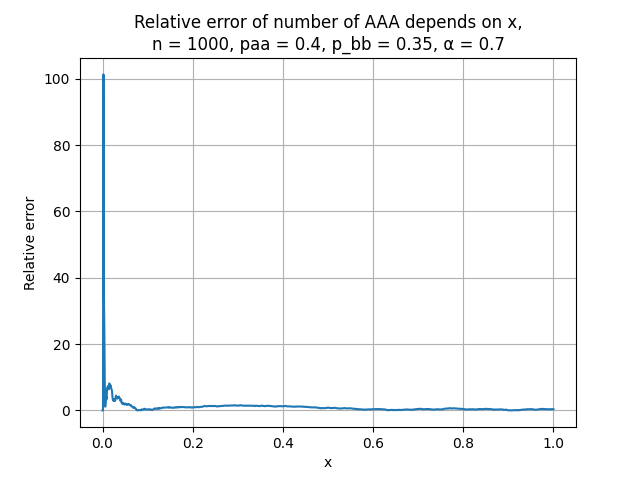 Relative error of number of AAA depends on x,
n = 1000, paa = 0.4, p_bb = 0.35, α = 0.7
100
80
60
40
20
0
Relative error
0.0 0.2 0.4 0.6 0.8 1.0
x